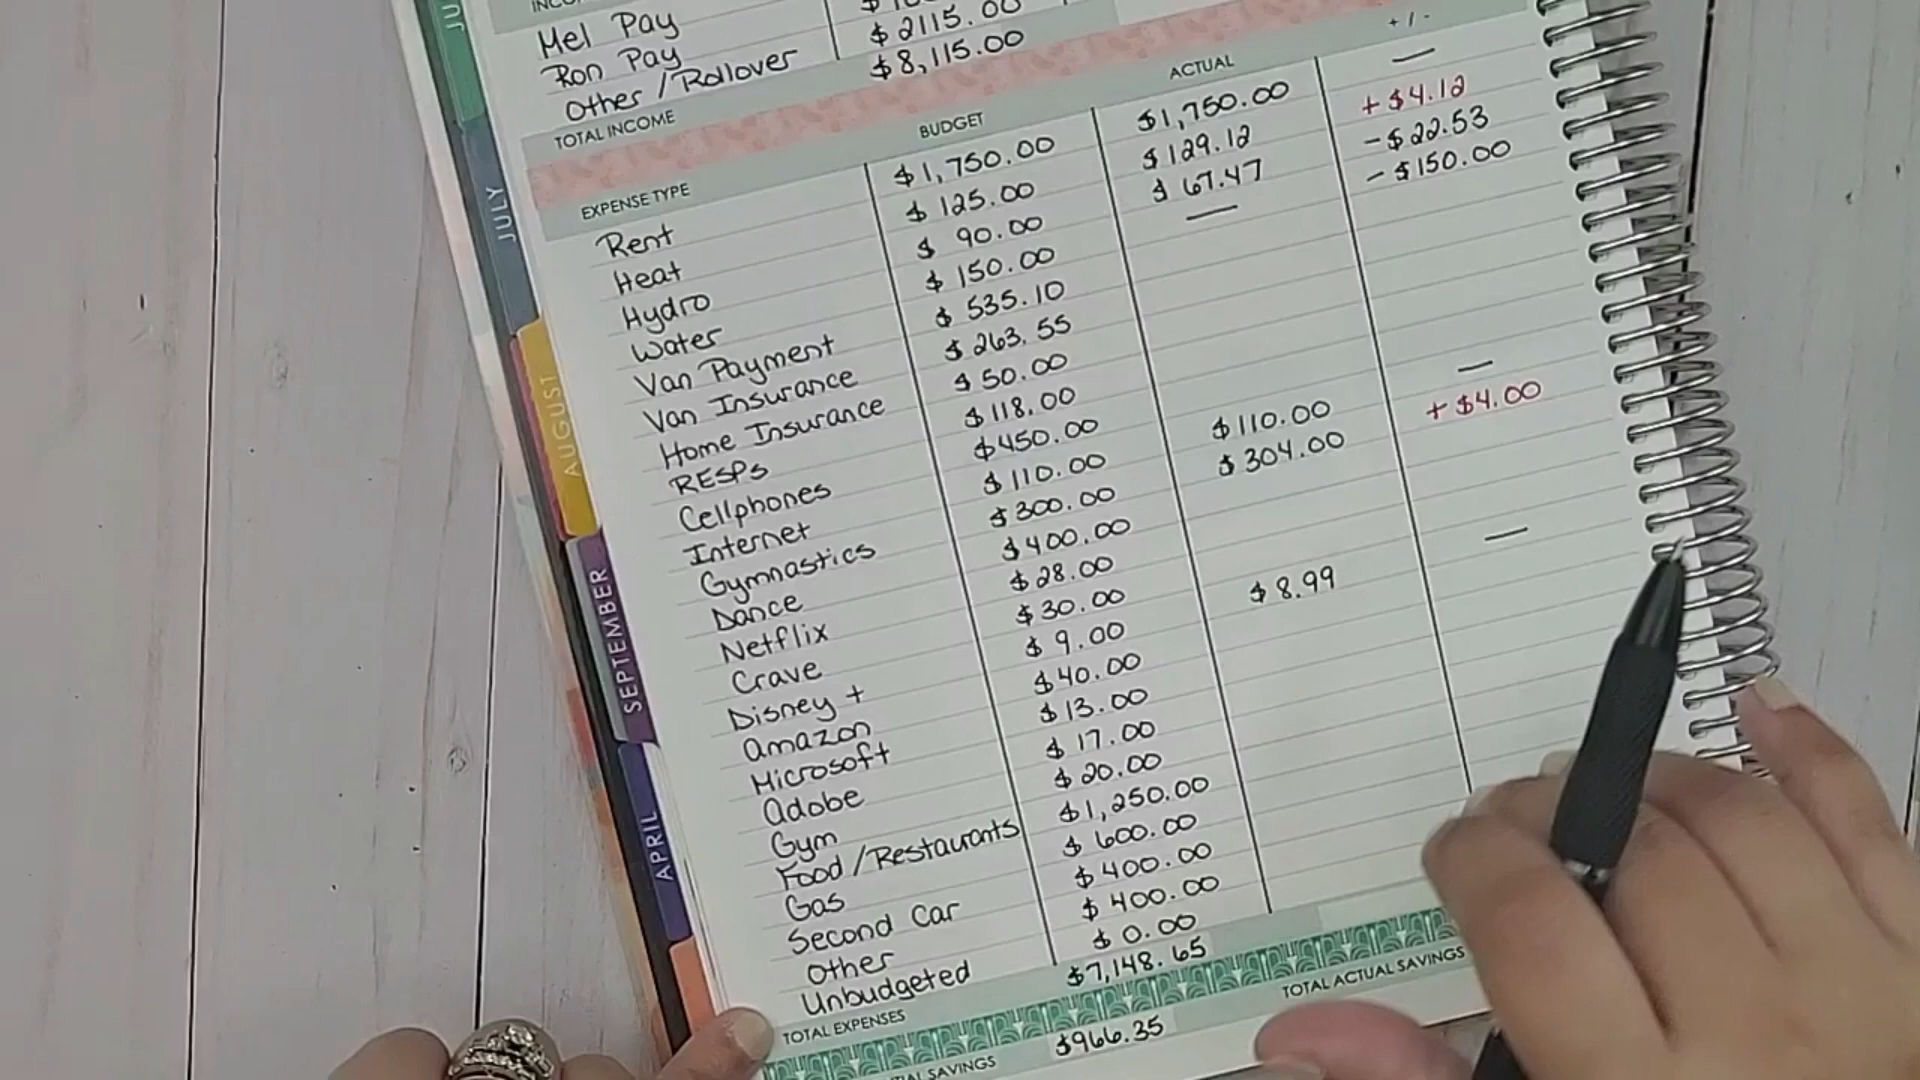 Mel Pay
Ron Pay
Other / Rollover $2115.00
TOTAL INCOME $8,115.00
EXPENSE TYPE BUDGET ACTUAL + / -
Rent $1,750.00 $1,750.00 —
Heat $125.00 $129.12 + $4.12
Hydro $90.00 $67.47 - $22.53
Water $150.00 — - $150.00
Van Payment $535.10
Van Insurance $263.55
Home Insurance $50.00
RESPs $118.00
Cellphones $450.00
Internet $110.00 $110.00 —
Gymnastics $300.00 $304.00 + $4.00
Dance $400.00
Netflix $28.00
Crave $30.00
Disney + $9.00 $8.99 —
Amazon $40.00
Microsoft $13.00
Adobe $17.00
Gym $20.00
Food / Restaurants $1,250.00
Gas $600.00
Second Car $400.00
Other $400.00
Unbudgeted $0.00
TOTAL EXPENSES $7,148.65
SAVINGS $966.35 TOTAL ACTUAL SAVINGS
JULY
AUGUST
SEPTEMBER
APRIL